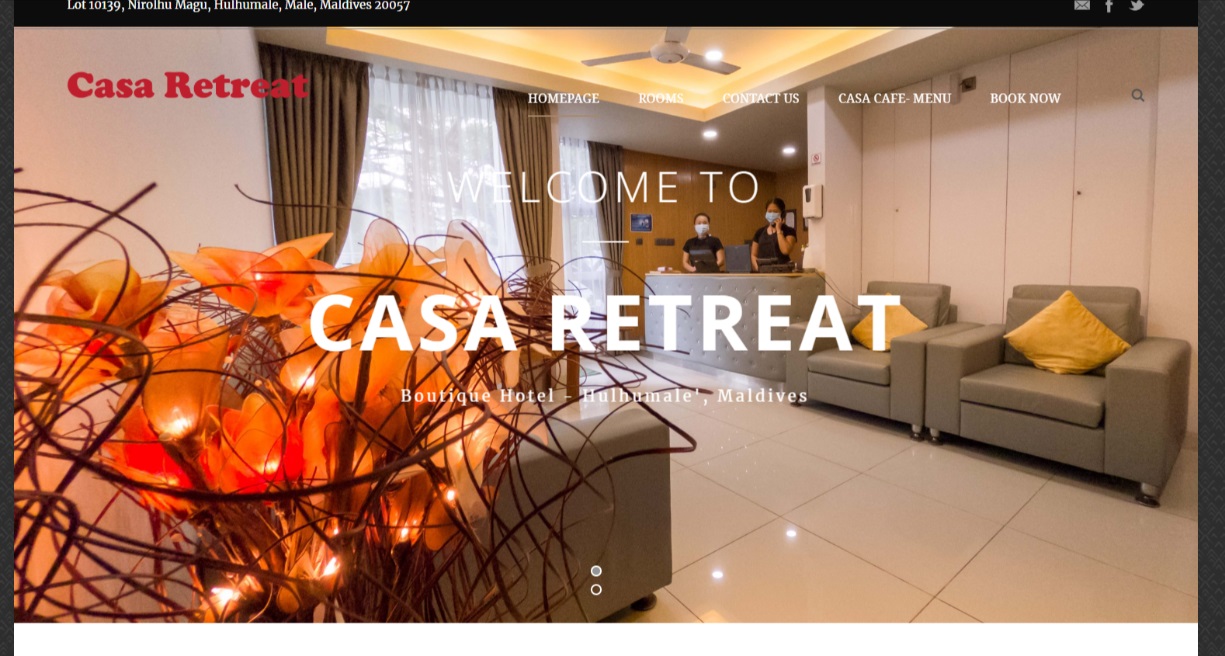 Lot 10139, Nirolhu Magu, Hulhumale, Male, Maldives 20057
Casa Retreat
HOMEPAGE ROOMS CONTACT US CASA CAFE- MENU BOOK NOW
WELCOME TO
CASA RETREAT
Boutique Hotel - Hulhumale', Maldives